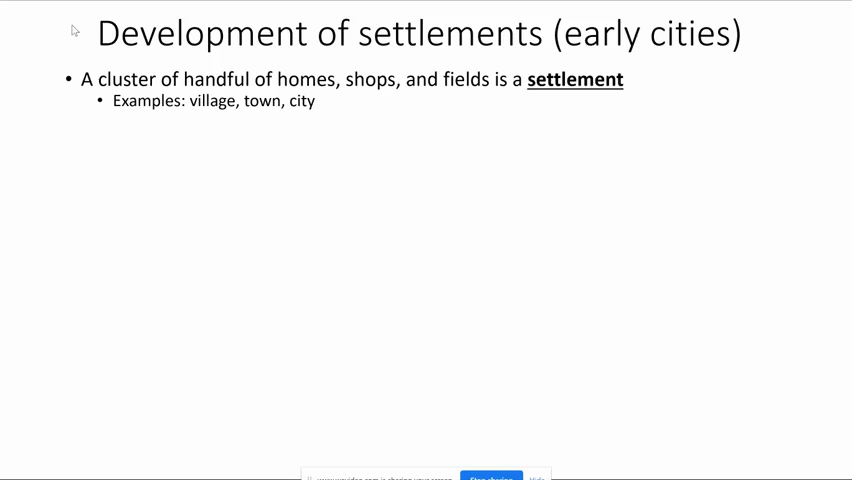 Development of settlements (early cities)
• A cluster of handful of homes, shops, and fields is a settlement
• Examples: village, town, city
Stop sharing Hide